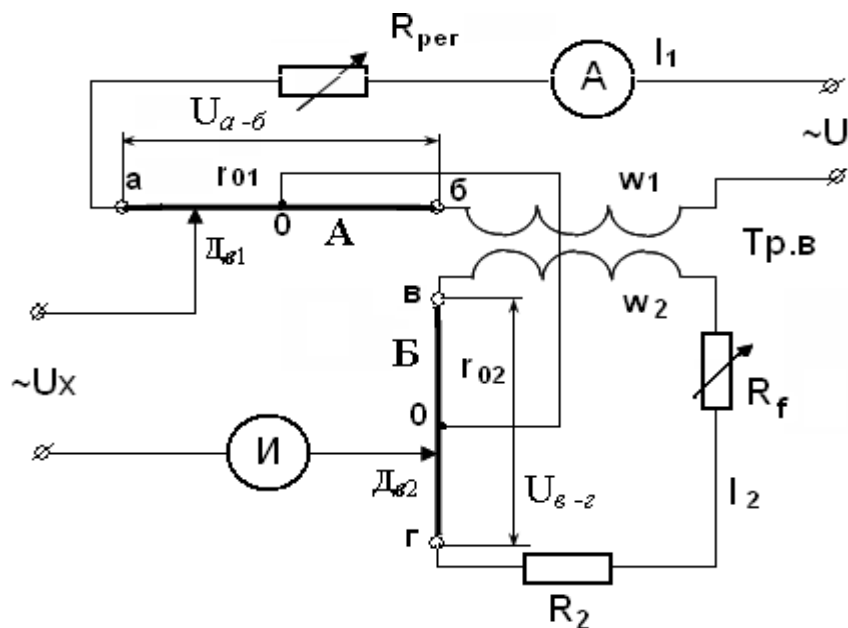 Rрег
А
I1
~U
Uа-б
а
r01
б
0
А
w1
Тр.в
Дв1
в
w2
Б
r02
Rf
~Ux
0
И
Дв2
Uв-г
I2
г
R2